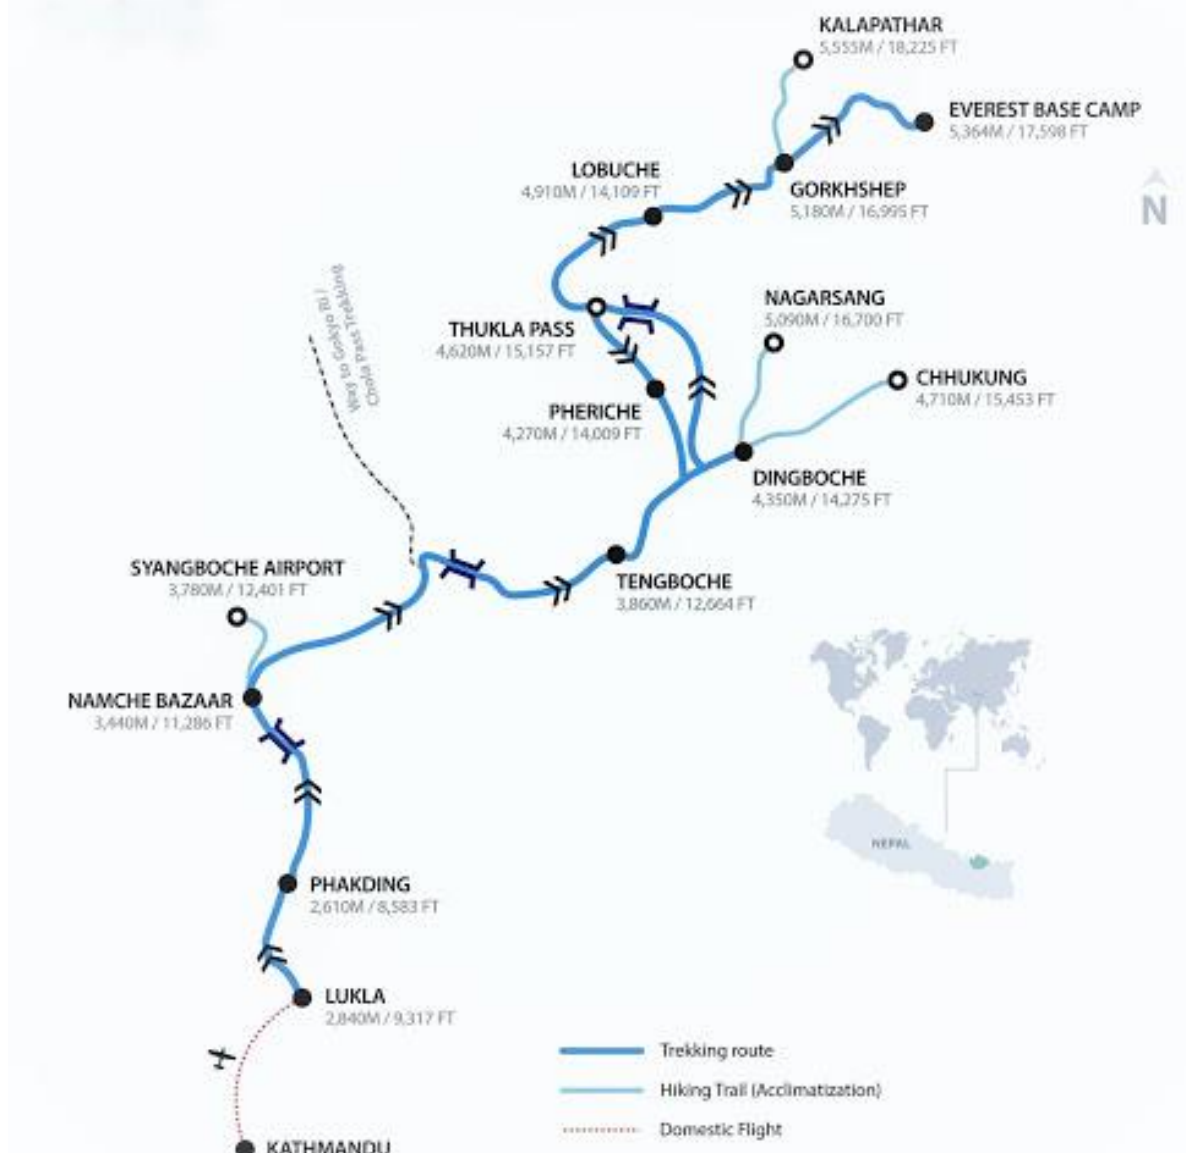 KALAPATHAR
5,555M / 18,225 FT
EVEREST BASE CAMP
5,364M / 17,598 FT
LOBUCHE
4,910M / 14,109 FT
GORKHSHEP
5,180M / 16,995 FT
N
NAGARSANG
5,090M / 16,700 FT
THUKLA PASS
4,620M / 15,157 FT
Way to Gokyo Ri /
Chola Pass Trekking
CHHUKUNG
4,710M / 15,453 FT
PHERICHE
4,270M / 14,009 FT
DINGBOCHE
4,350M / 14,275 FT
SYANGBOCHE AIRPORT
3,780M / 12,401 FT
TENGBOCHE
3,860M / 12,664 FT
NAMCHE BAZAAR
3,440M / 11,286 FT
NEPAL
PHAKDING
2,610M / 8,583 FT
LUKLA
2,840M / 9,317 FT
Trekking route
Hiking Trail (Acclimatization)
Domestic Flight
KATHMANDU